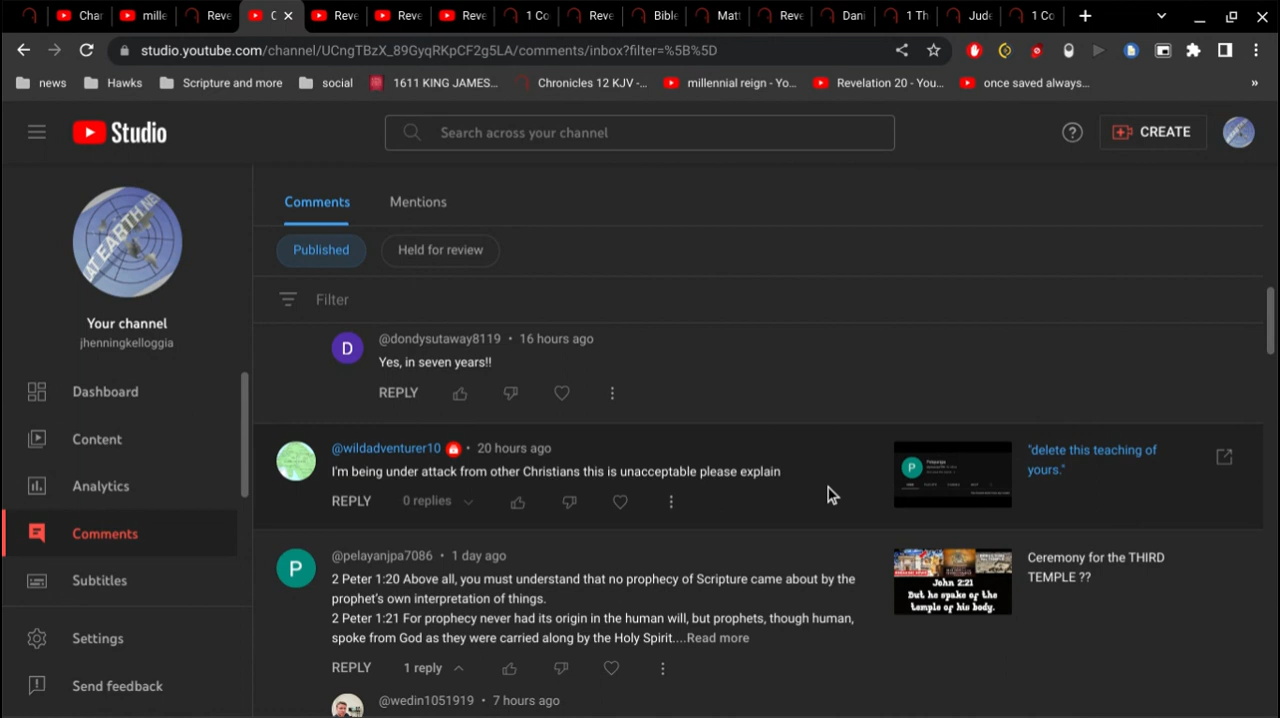 Char
mille
Reve
C
Reve
Reve
Reve
1 Co
Reve
Bible
Matt
Reve
Dani
1 Th
Jude
1 Co
studio.youtube.com/channel/UCngTBzX_89GyqRKpCF2g5LA/comments/inbox?filter=%5B%5D
news
Hawks
Scripture and more
social
1611 KING JAMES...
Chronicles 12 KJV -...
millennial reign - Yo...
Revelation 20 - You...
once saved always...
»
Studio
Search across your channel
CREATE
AT EARTH NE
Your channel
jhenningkelloggia
Dashboard
Content
Analytics
Comments
Subtitles
Settings
Send feedback
Comments
Mentions
Published
Held for review
Filter
D
@dondysutaway8119 • 16 hours ago
Yes, in seven years!!
REPLY
@wildadventurer10 • 20 hours ago
I'm being under attack from other Christians this is unacceptable please explain
REPLY
0 replies
P
"delete this teaching of
yours."
P
@pelayanjpa7086 • 1 day ago
2 Peter 1:20 Above all, you must understand that no prophecy of Scripture came about by the
prophet's own interpretation of things.
2 Peter 1:21 For prophecy never had its origin in the human will, but prophets, though human,
spoke from God as they were carried along by the Holy Spirit....Read more
REPLY
1 reply
John 2:21
But he spake of the
temple of his body.
Ceremony for the THIRD
TEMPLE ??
@wedin1051919 • 7 hours ago